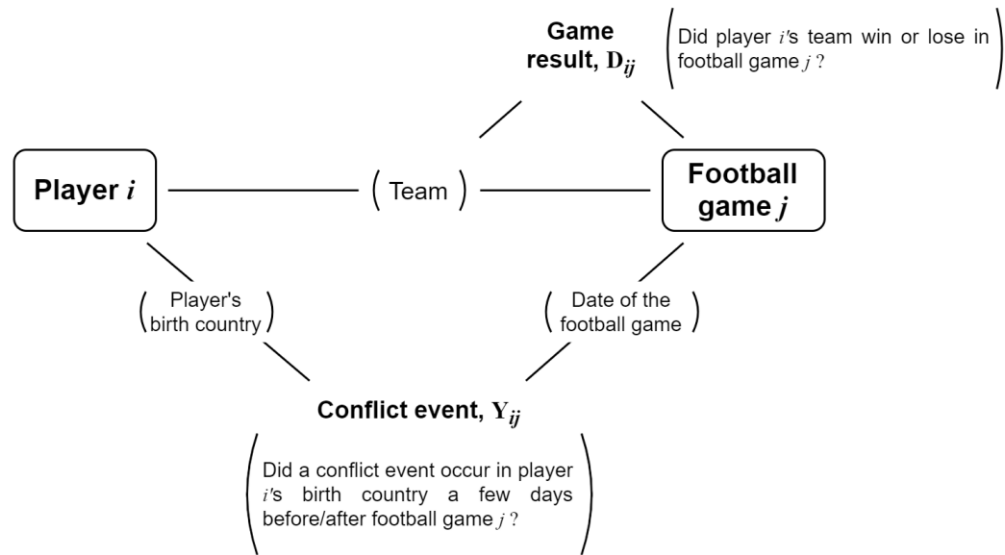 Game
result, D_ij
( Did player i's team win or lose in
football game j ? )
Player i
( Team )
Football
game j
( Player's
birth country )
( Date of the
football game )
Conflict event, Y_ij
( Did a conflict event occur in player
i's birth country a few days
before/after football game j ? )